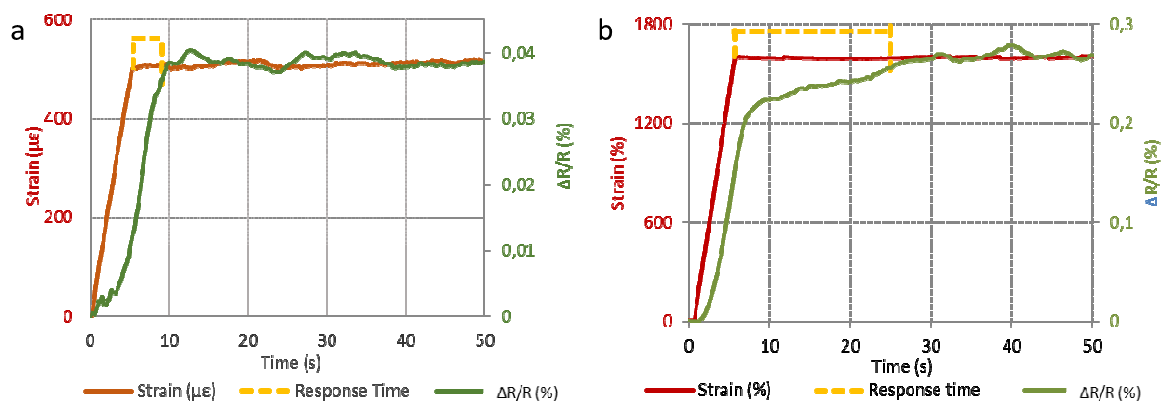 a
600
400
200
0
Strain (με)
0,04
0,03
0,02
0,01
0
ΔR/R (%)
0 10 20 30 40 50
Time (s)
Strain (με) Response Time ΔR/R (%)
b
1800
1200
600
0
Strain (%)
0,3
0,2
0,1
0
ΔR/R (%)
0 10 20 30 40 50
Time (s)
Strain (%) Response time ΔR/R (%)